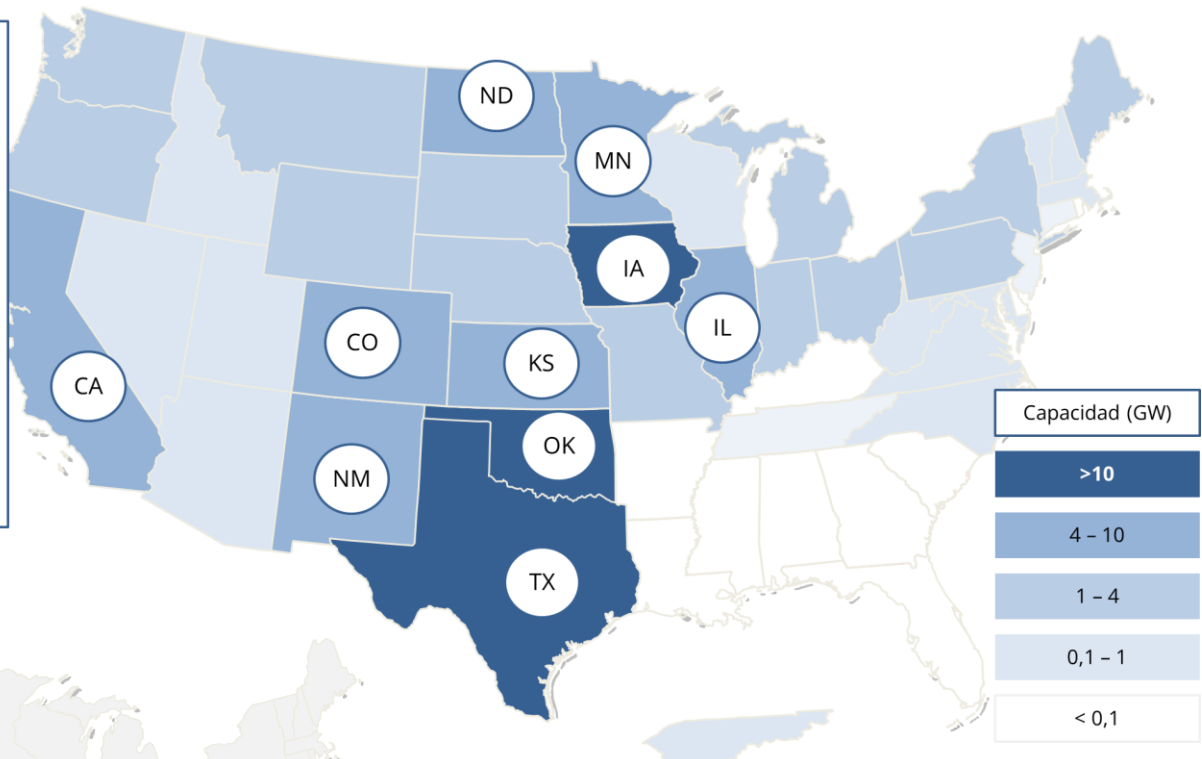 ND
MN
IA
IL
CO
KS
CA
OK
NM
TX
Capacidad (GW)
>10
4 – 10
1 – 4
0,1 – 1
< 0,1